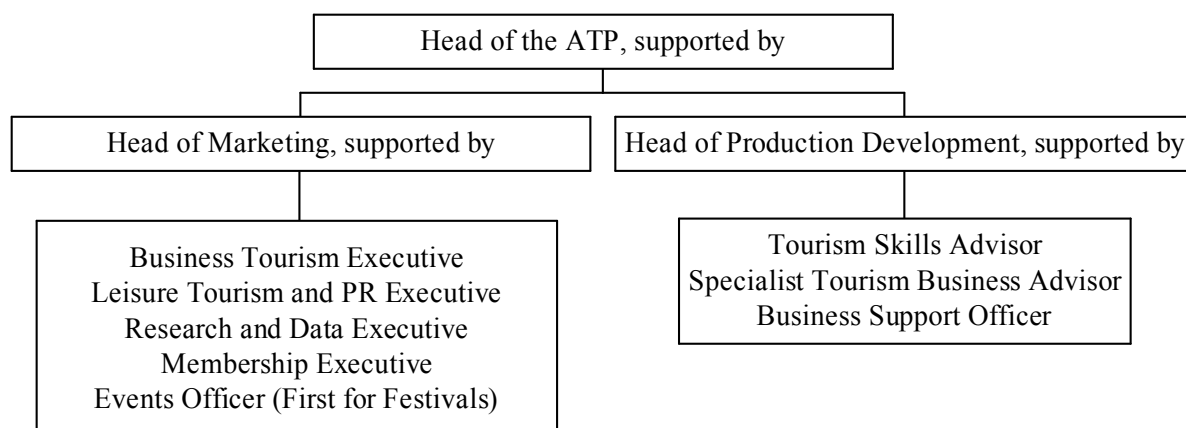 Head of the ATP, supported by
Head of Marketing, supported by
Head of Production Development, supported by
Business Tourism Executive
Leisure Tourism and PR Executive
Research and Data Executive
Membership Executive
Events Officer (First for Festivals)
Tourism Skills Advisor
Specialist Tourism Business Advisor
Business Support Officer